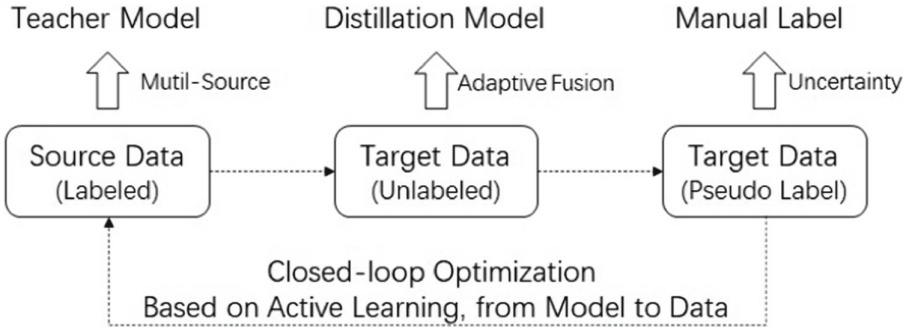 Teacher Model
Distillation Model
Manual Label
Mutil-Source
Adaptive Fusion
Uncertainty
Source Data
(Labeled)
Target Data
(Unlabeled)
Target Data
(Pseudo Label)
Closed-loop Optimization
Based on Active Learning, from Model to Data